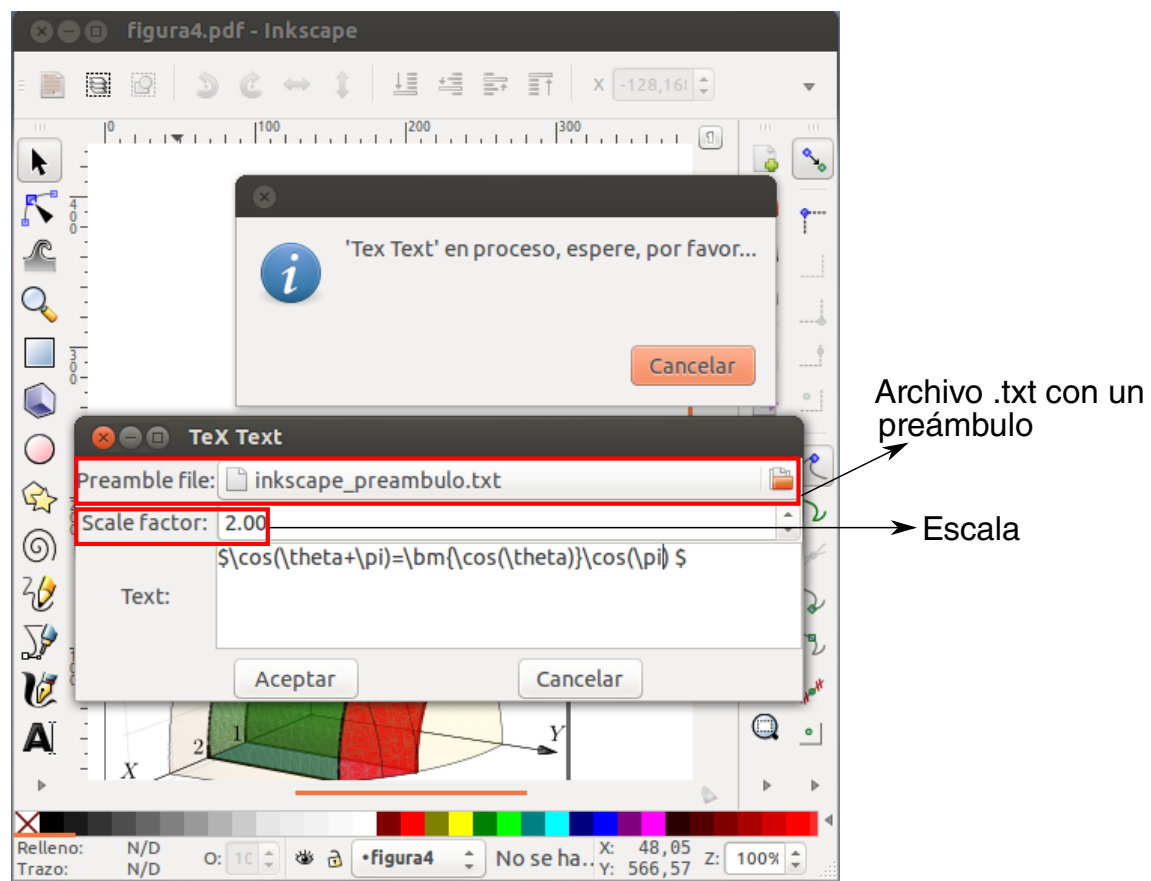 figura4.pdf - Inkscape
X -128,16
0 100 200 300
400
'Tex Text' en proceso, espere, por favor...
300
Cancelar
Archivo .txt con un
preámbulo
TeX Text
Preamble file: inkscape_preambulo.txt
Scale factor: 2.00
Escala
$\cos(\theta+\pi)=\bm{\cos(\theta)}\cos(\pi) $
Text:
Aceptar Cancelar
A
2 1 Y
X
Relleno: N/D
Trazo: N/D
O: 10 •figura4 No se ha.. X: 48,05 Z: 100%
Y: 566,57